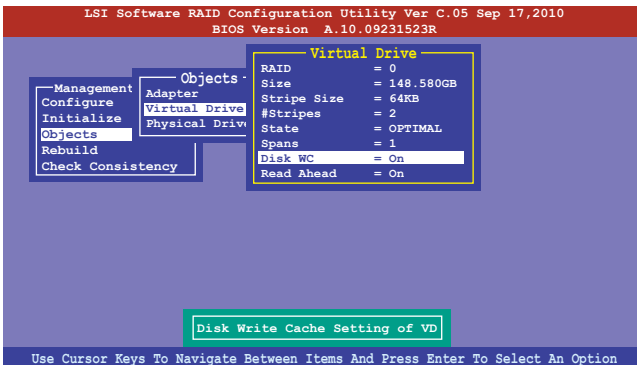 LSI Software RAID Configuration Utility Ver C.05 Sep 17,2010
BIOS Version A.10.09231523R
Management
Configure
Initialize
Objects
Rebuild
Check Consistency
Objects
Adapter
Virtual Drive
Physical Driv
Virtual Drive
RAID = 0
Size = 148.580GB
Stripe Size = 64KB
#Stripes = 2
State = OPTIMAL
Spans = 1
Disk WC = On
Read Ahead = On
Disk Write Cache Setting of VD
Use Cursor Keys To Navigate Between Items And Press Enter To Select An Option